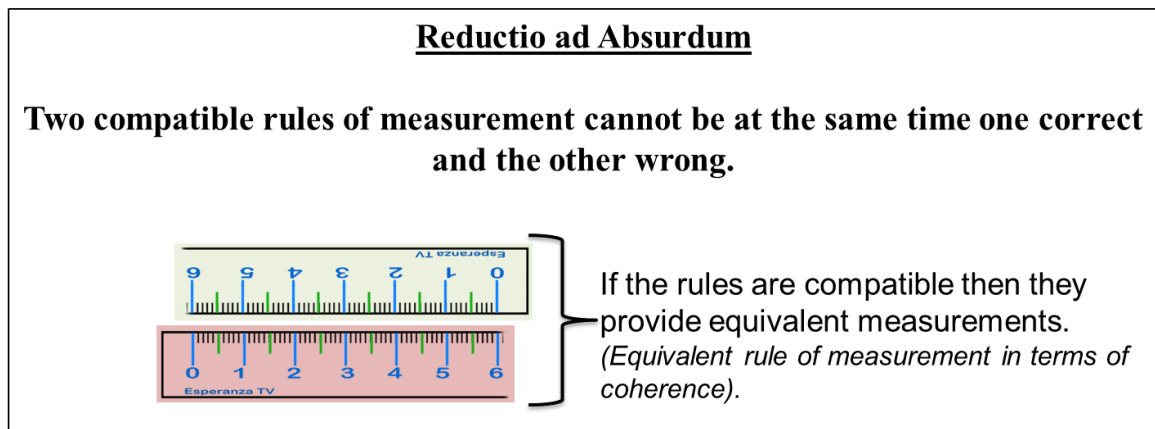 Reductio ad Absurdum
Two compatible rules of measurement cannot be at the same time one correct
and the other wrong.
Esperanza TV
6 5 4 3 2 1 0
0 1 2 3 4 5 6
Esperanza TV
If the rules are compatible then they
provide equivalent measurements.
(Equivalent rule of measurement in terms of
coherence).